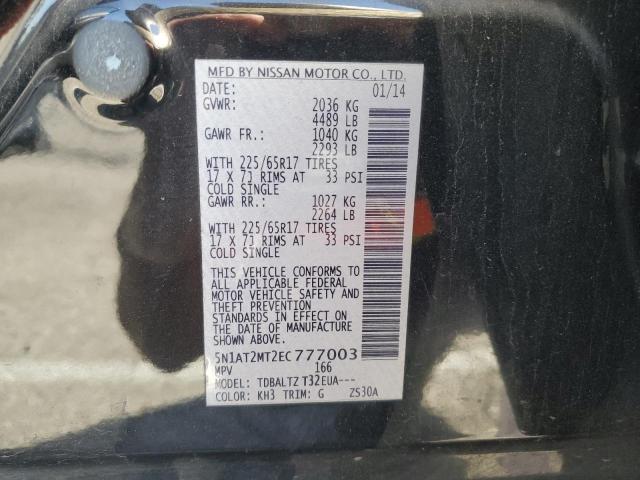 MFD BY NISSAN MOTOR CO., LTD.
DATE: 01/14
GVWR: 2036 KG
4489 LB
GAWR FR.: 1040 KG
2293 LB
WITH 225/65R17 TIRES
17 X 7J RIMS AT 33 PSI
COLD SINGLE
GAWR RR.: 1027 KG
2264 LB
WITH 225/65R17 TIRES
17 X 7J RIMS AT 33 PSI
COLD SINGLE
THIS VEHICLE CONFORMS TO
ALL APPLICABLE FEDERAL
MOTOR VEHICLE SAFETY AND
THEFT PREVENTION
STANDARDS IN EFFECT ON
THE DATE OF MANUFACTURE
SHOWN ABOVE.
5N1AT2MT2EC777003
MPV 166
MODEL: TDBALTZ T32EUA---
COLOR: KH3 TRIM: G ZS30A